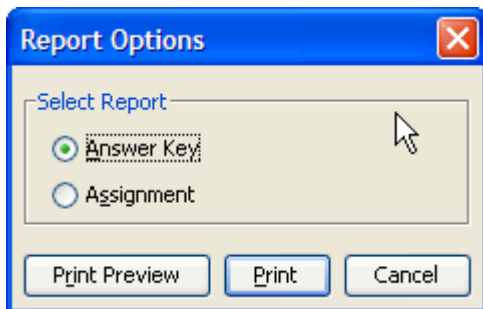 Report Options
Select Report
Answer Key
Assignment
Print Preview Print Cancel